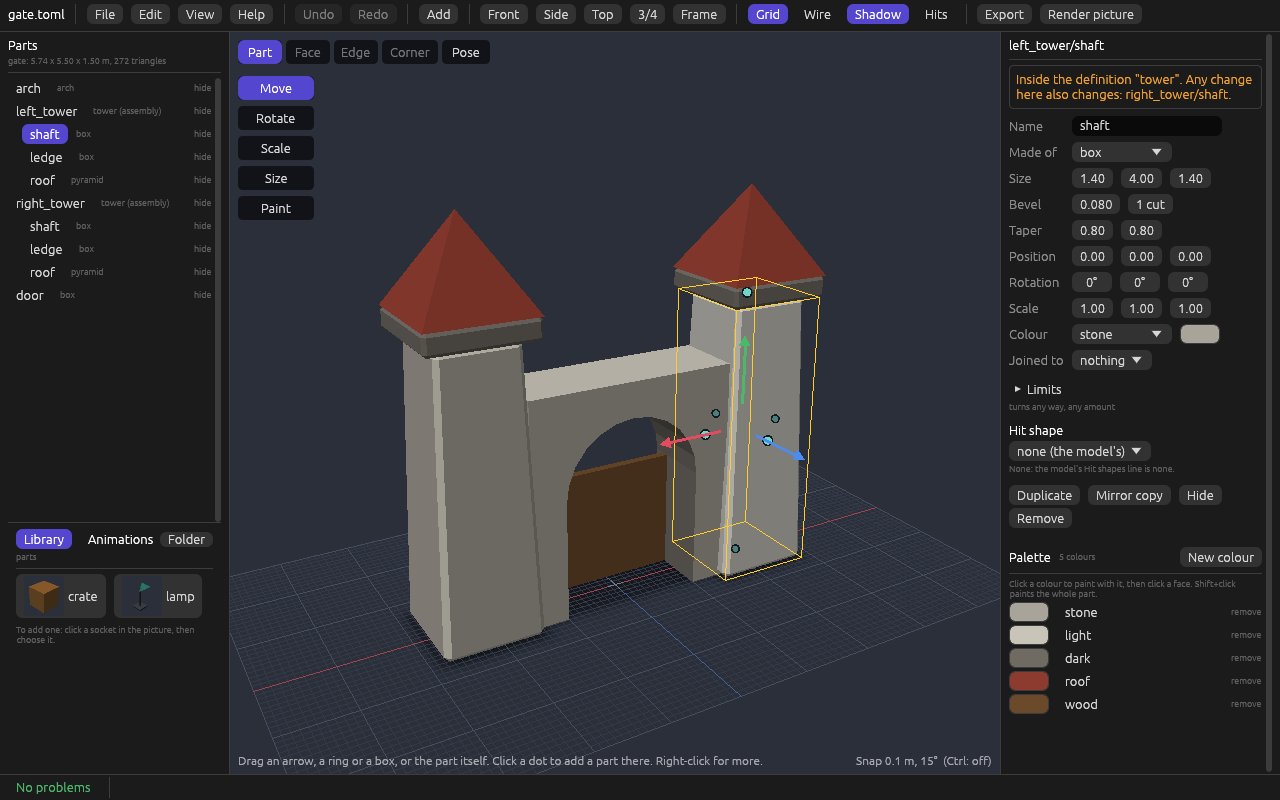 gate.toml File Edit View Help Undo Redo Add Front Side Top 3/4 Frame Grid Wire Shadow Hits Export Render picture
Parts
gate: 5.74 x 5.50 x 1.50 m, 272 triangles
arch arch hide
left_tower tower (assembly) hide
shaft box hide
ledge box hide
roof pyramid hide
right_tower tower (assembly) hide
shaft box hide
ledge box hide
roof pyramid hide
door box hide
Library Animations Folder
parts
crate lamp
To add one: click a socket in the picture, then
choose it.
Part Face Edge Corner Pose
Move
Rotate
Scale
Size
Paint
Drag an arrow, a ring or a box, or the part itself. Click a dot to add a part there. Right-click for more. Snap 0.1 m, 15° (Ctrl: off)
left_tower/shaft
Inside the definition "tower". Any change
here also changes: right_tower/shaft.
Name shaft
Made of box
Size 1.40 4.00 1.40
Bevel 0.080 1 cut
Taper 0.80 0.80
Position 0.00 0.00 0.00
Rotation 0° 0° 0°
Scale 1.00 1.00 1.00
Colour stone
Joined to nothing
Limits
turns any way, any amount
Hit shape
none (the model's)
None: the model's Hit shapes line is none.
Duplicate Mirror copy Hide
Remove
Palette 5 colours New colour
Click a colour to paint with it, then click a face. Shift+click
paints the whole part.
stone remove
light remove
dark remove
roof remove
wood remove
No problems